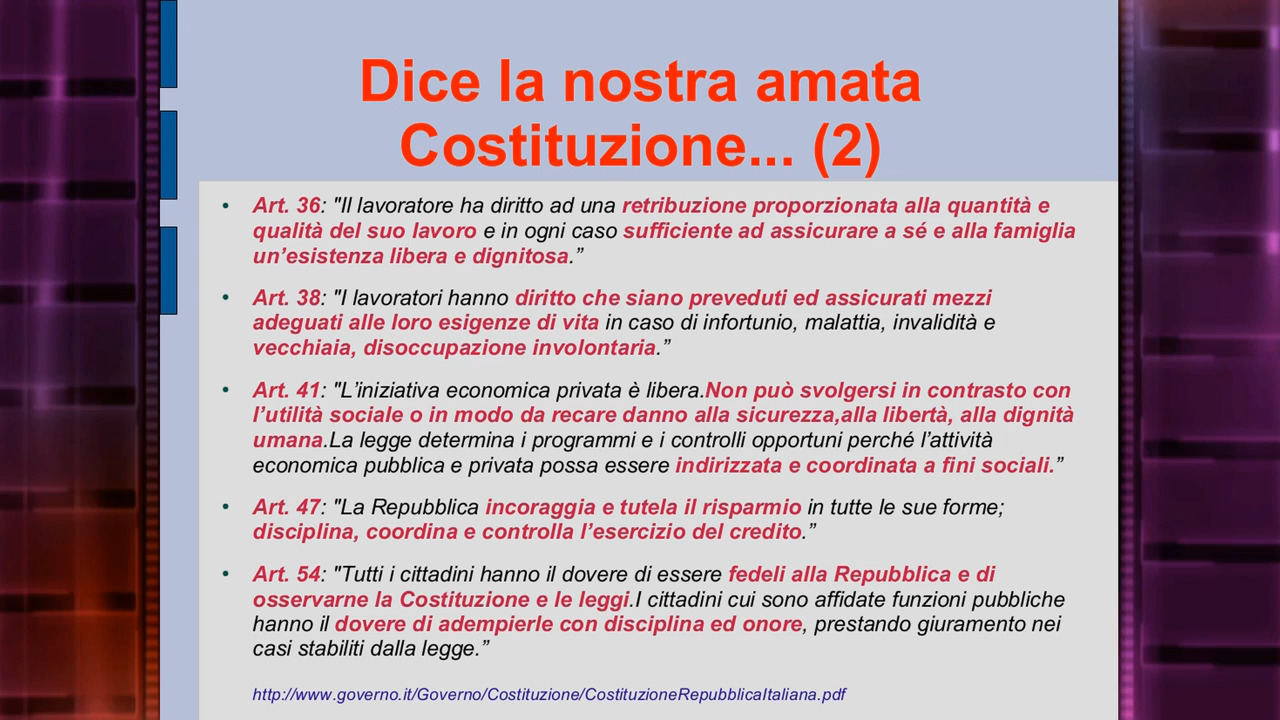 Dice la nostra amata
Costituzione... (2)
• Art. 36: "Il lavoratore ha diritto ad una retribuzione proporzionata alla quantità e
qualità del suo lavoro e in ogni caso sufficiente ad assicurare a sé e alla famiglia
un’esistenza libera e dignitosa.”
• Art. 38: "I lavoratori hanno diritto che siano preveduti ed assicurati mezzi
adeguati alle loro esigenze di vita in caso di infortunio, malattia, invalidità e
vecchiaia, disoccupazione involontaria.”
• Art. 41: "L’iniziativa economica privata è libera.Non può svolgersi in contrasto con
l’utilità sociale o in modo da recare danno alla sicurezza,alla libertà, alla dignità
umana.La legge determina i programmi e i controlli opportuni perché l’attività
economica pubblica e privata possa essere indirizzata e coordinata a fini sociali.”
• Art. 47: "La Repubblica incoraggia e tutela il risparmio in tutte le sue forme;
disciplina, coordina e controlla l’esercizio del credito.”
• Art. 54: "Tutti i cittadini hanno il dovere di essere fedeli alla Repubblica e di
osservarne la Costituzione e le leggi.I cittadini cui sono affidate funzioni pubbliche
hanno il dovere di adempierle con disciplina ed onore, prestando giuramento nei
casi stabiliti dalla legge.”
http://www.governo.it/Governo/Costituzione/CostituzioneRepubblicaItaliana.pdf